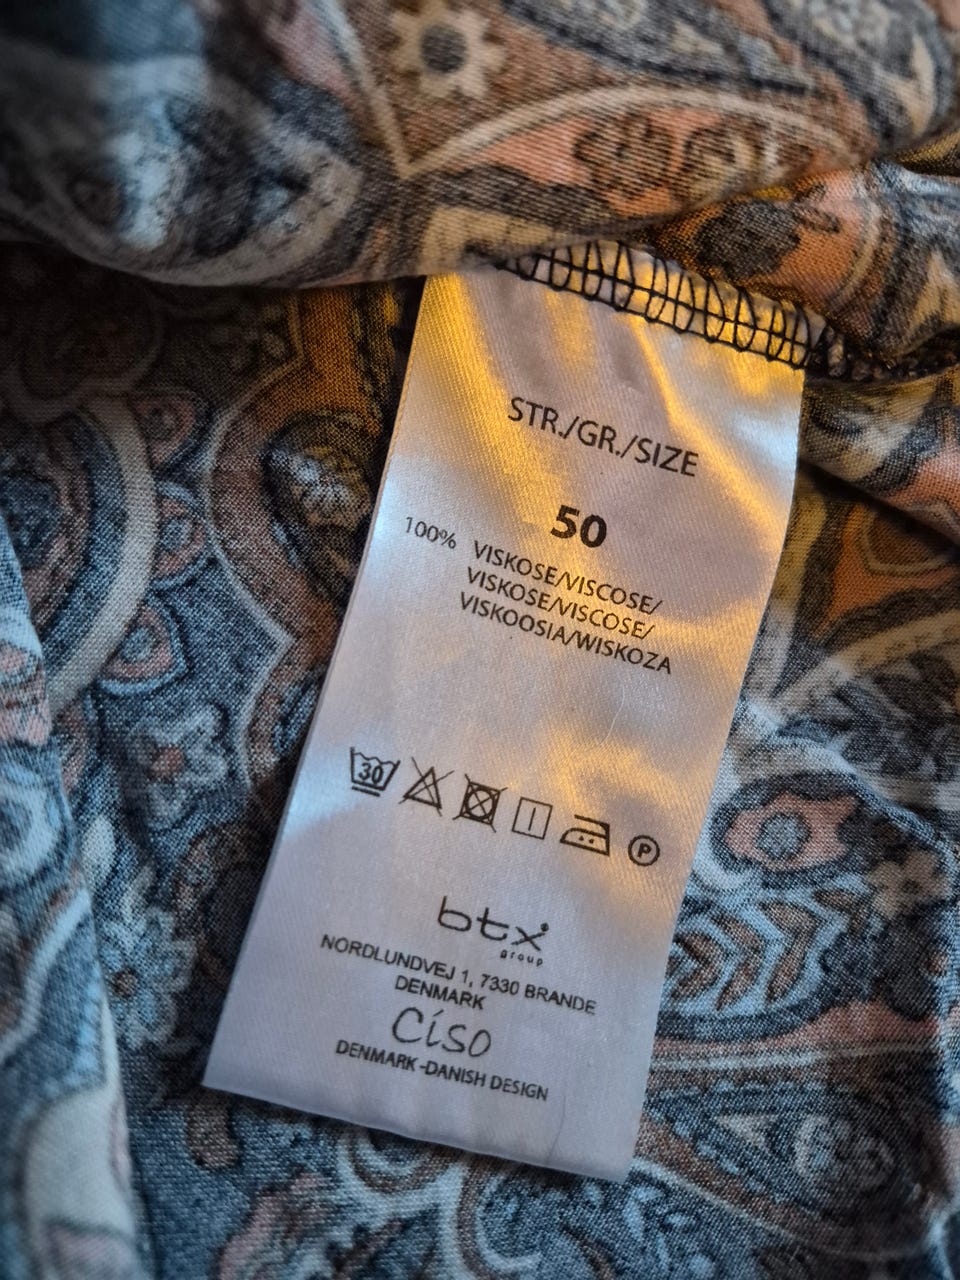 STR./GR./SIZE
50
100% VISKOSE/VISCOSE/
VISKOSE/VISCOSE/
VISKOOSIA/WISKOZA
30
P
btx
group
NORDLUNDVEJ 1, 7330 BRANDE
DENMARK
Ciso
DENMARK-DANISH DESIGN